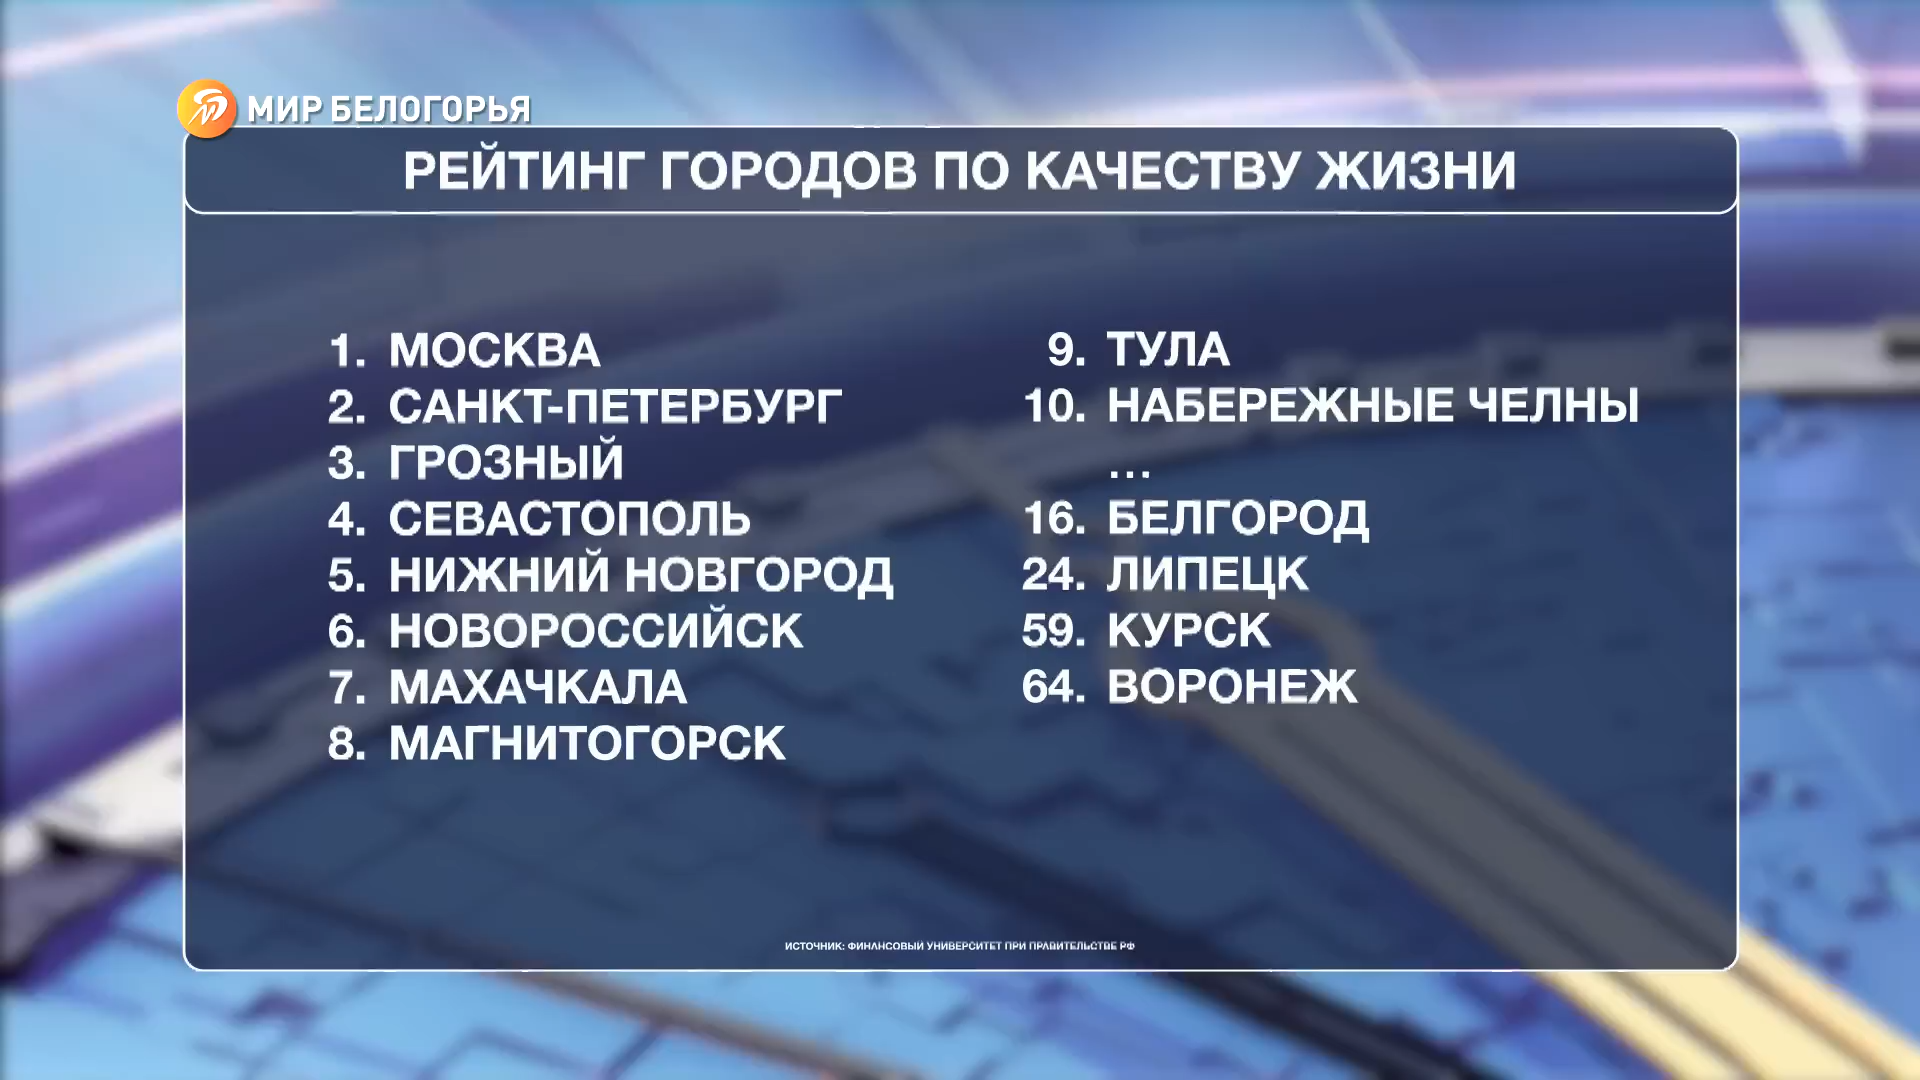 МИР БЕЛОГОРЬЯ
РЕЙТИНГ ГОРОДОВ ПО КАЧЕСТВУ ЖИЗНИ
1. МОСКВА
2. САНКТ-ПЕТЕРБУРГ
3. ГРОЗНЫЙ
4. СЕВАСТОПОЛЬ
5. НИЖНИЙ НОВГОРОД
6. НОВОРОССИЙСК
7. МАХАЧКАЛА
8. МАГНИТОГОРСК
9. ТУЛА
10. НАБЕРЕЖНЫЕ ЧЕЛНЫ
...
16. БЕЛГОРОД
24. ЛИПЕЦК
59. КУРСК
64. ВОРОНЕЖ
ИСТОЧНИК: ФИНАНСОВЫЙ УНИВЕРСИТЕТ ПРИ ПРАВИТЕЛЬСТВЕ РФ